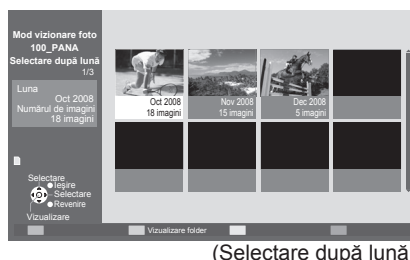 Mod vizionare foto
100_PANA
Selectare după lună
1/3
Luna
Oct 2008
Numărul de imagini
18 imagini
Oct 2008
18 imagini
Nov 2008
15 imagini
Dec 2008
5 imagini
Selectare
Ieşire
Selectare
Revenire
Vizualizare
Vizualizare folder
(Selectare după lună